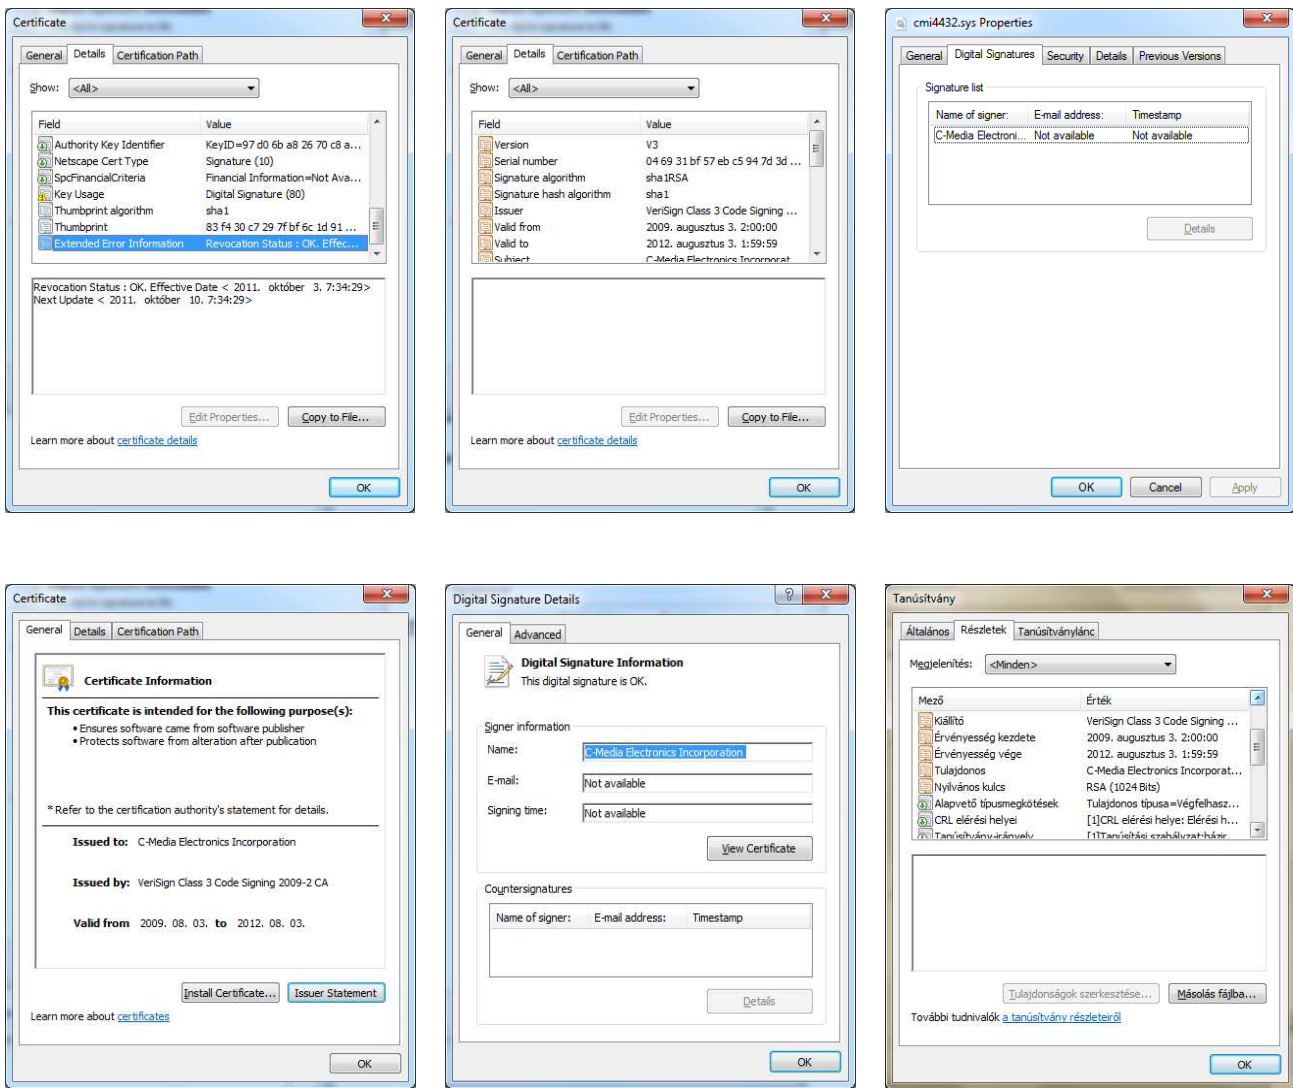 Certificate
General Details Certification Path
Show: <All>
Field Value
Authority Key Identifier KeyID=97 d0 6b a8 26 70 c8 a...
Netscape Cert Type Signature (10)
SpcFinancialCriteria Financial Information=Not Ava...
Key Usage Digital Signature (80)
Thumbprint algorithm sha1
Thumbprint 83 f4 30 c7 29 7f bf 6c 1d 91 ...
Extended Error Information Revocation Status : OK. Effec...
Revocation Status : OK. Effective Date < 2011. október 3. 7:34:29>
Next Update < 2011. október 10. 7:34:29>
Edit Properties... Copy to File...
Learn more about certificate details
OK
Certificate
General Details Certification Path
Show: <All>
Field Value
Version V3
Serial number 04 69 31 bf 57 eb c5 94 7d 3d ...
Signature algorithm sha1RSA
Signature hash algorithm sha1
Issuer VeriSign Class 3 Code Signing ...
Valid from 2009. augusztus 3. 2:00:00
Valid to 2012. augusztus 3. 1:59:59
Subject C-Media Electronics Incorporat
Edit Properties... Copy to File...
Learn more about certificate details
OK
cmi4432.sys Properties
General Digital Signatures Security Details Previous Versions
Signature list
Name of signer: E-mail address: Timestamp
C-Media Electroni... Not available Not available
Details
OK Cancel Apply
Certificate
General Details Certification Path
Certificate Information
This certificate is intended for the following purpose(s):
• Ensures software came from software publisher
• Protects software from alteration after publication
* Refer to the certification authority's statement for details.
Issued to: C-Media Electronics Incorporation
Issued by: VeriSign Class 3 Code Signing 2009-2 CA
Valid from 2009. 08. 03. to 2012. 08. 03.
Install Certificate... Issuer Statement
Learn more about certificates
OK
Digital Signature Details
General Advanced
Digital Signature Information
This digital signature is OK.
Signer information
Name: C-Media Electronics Incorporation
E-mail: Not available
Signing time: Not available
View Certificate
Countersignatures
Name of signer: E-mail address: Timestamp
Details
OK
Tanúsítvány
Általános Részletek Tanúsítványlánc
Megjelenítés: <Minden>
Mező Érték
Kiállító VeriSign Class 3 Code Signing ...
Érvényesség kezdete 2009. augusztus 3. 2:00:00
Érvényesség vége 2012. augusztus 3. 1:59:59
Tulajdonos C-Media Electronics Incorporat...
Nyilvános kulcs RSA (1024 Bits)
Alapvető típusmegkötések Tulajdonos típusa=Végfelhasz...
CRL elérési helyei [1]CRL elérési helye: Elérési h...
Tanúsítvány-irányelv [1]Tanúsítási szabályzat:házir
Tulajdonságok szerkesztése... Másolás fájlba...
További tudnivalók a tanúsítvány részleteiről
OK